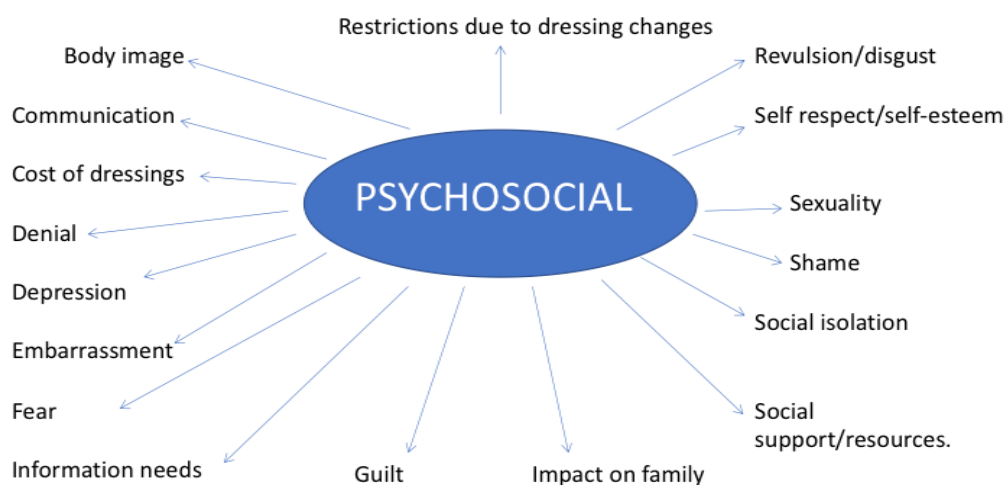 Restrictions due to dressing changes
Body image
Revulsion/disgust
Communication
Self respect/self-esteem
Cost of dressings
PSYCHOSOCIAL
Sexuality
Denial
Shame
Depression
Social isolation
Embarrassment
Fear
Social
support/resources.
Information needs
Guilt
Impact on family